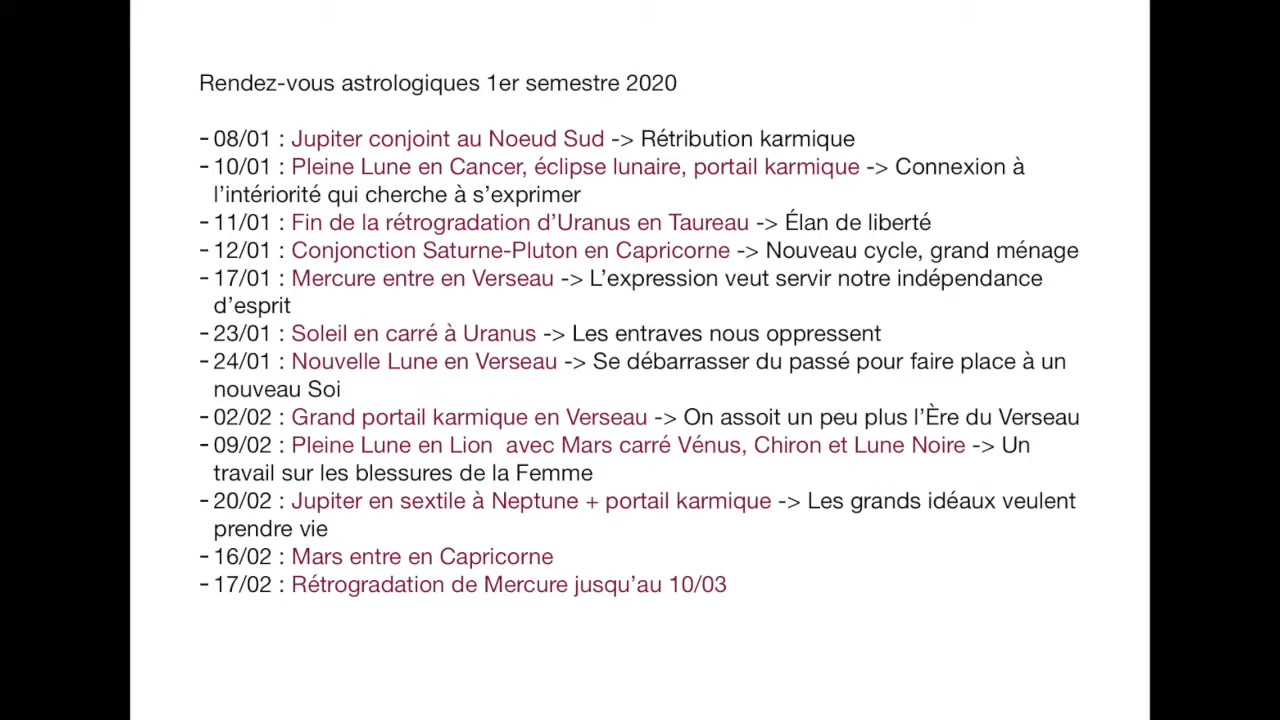 Rendez-vous astrologiques 1er semestre 2020
- 08/01 : Jupiter conjoint au Noeud Sud -> Rétribution karmique
- 10/01 : Pleine Lune en Cancer, éclipse lunaire, portail karmique -> Connexion à
l’intériorité qui cherche à s’exprimer
- 11/01 : Fin de la rétrogradation d’Uranus en Taureau -> Élan de liberté
- 12/01 : Conjonction Saturne-Pluton en Capricorne -> Nouveau cycle, grand ménage
- 17/01 : Mercure entre en Verseau -> L’expression veut servir notre indépendance
d’esprit
- 23/01 : Soleil en carré à Uranus -> Les entraves nous oppressent
- 24/01 : Nouvelle Lune en Verseau -> Se débarrasser du passé pour faire place à un
nouveau Soi
- 02/02 : Grand portail karmique en Verseau -> On assoit un peu plus l’Ère du Verseau
- 09/02 : Pleine Lune en Lion  avec Mars carré Vénus, Chiron et Lune Noire -> Un
travail sur les blessures de la Femme
- 20/02 : Jupiter en sextile à Neptune + portail karmique -> Les grands idéaux veulent
prendre vie
- 16/02 : Mars entre en Capricorne
- 17/02 : Rétrogradation de Mercure jusqu’au 10/03